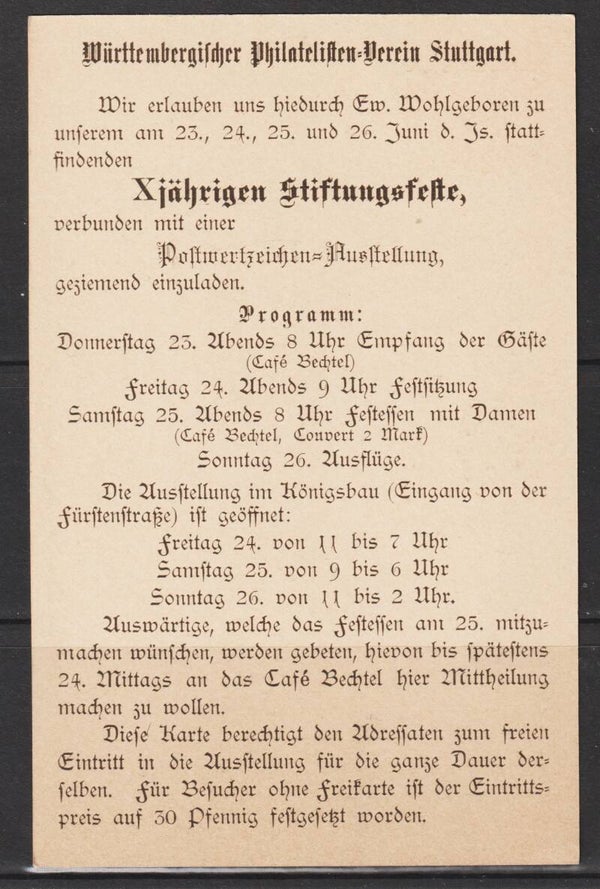 Württembergischer Philatelisten-Verein Stuttgart.
Wir erlauben uns hiedurch Ew. Wohlgeboren zu
unserem am 23., 24., 25. und 26. Juni d. Js. statt-
findenden
Xjährigen Stiftungsfeste,
verbunden mit einer
Postwertzeichen-Ausstellung,
geziemend einzuladen.
Programm:
Donnerstag 23. Abends 8 Uhr Empfang der Gäste
(Café Bechtel)
Freitag 24. Abends 9 Uhr Festsitzung
Samstag 25. Abends 8 Uhr Festessen mit Damen
(Café Bechtel, Couvert 2 Mark)
Sonntag 26. Ausflüge.
Die Ausstellung im Königsbau (Eingang von der
Fürstenstraße) ist geöffnet:
Freitag 24. von 11 bis 7 Uhr
Samstag 25. von 9 bis 6 Uhr
Sonntag 26. von 11 bis 2 Uhr.
Auswärtige, welche das Festessen am 25. mitzu-
machen wünschen, werden gebeten, hievon bis spätestens
24. Mittags an das Café Bechtel hier Mittheilung
machen zu wollen.
Diese Karte berechtigt den Adressaten zum freien
Eintritt in die Ausstellung für die ganze Dauer der-
selben. Für Besucher ohne Freikarte ist der Eintritts-
preis auf 30 Pfennig festgesetzt worden.